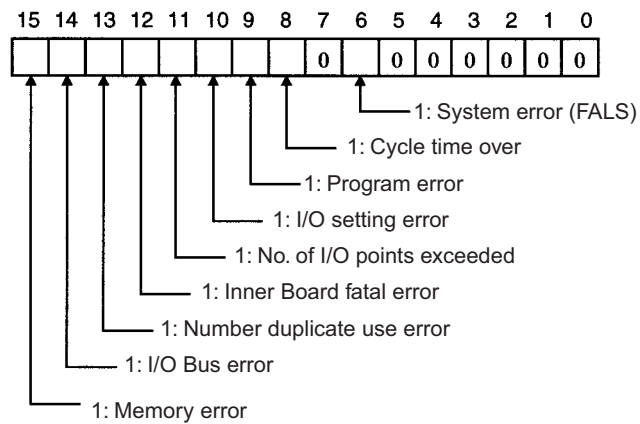 15 14 13 12 11 10 9 8 7 6 5 4 3 2 1 0
0 0 0 0 0 0 0
1: System error (FALS)
1: Cycle time over
1: Program error
1: I/O setting error
1: No. of I/O points exceeded
1: Inner Board fatal error
1: Number duplicate use error
1: I/O Bus error
1: Memory error